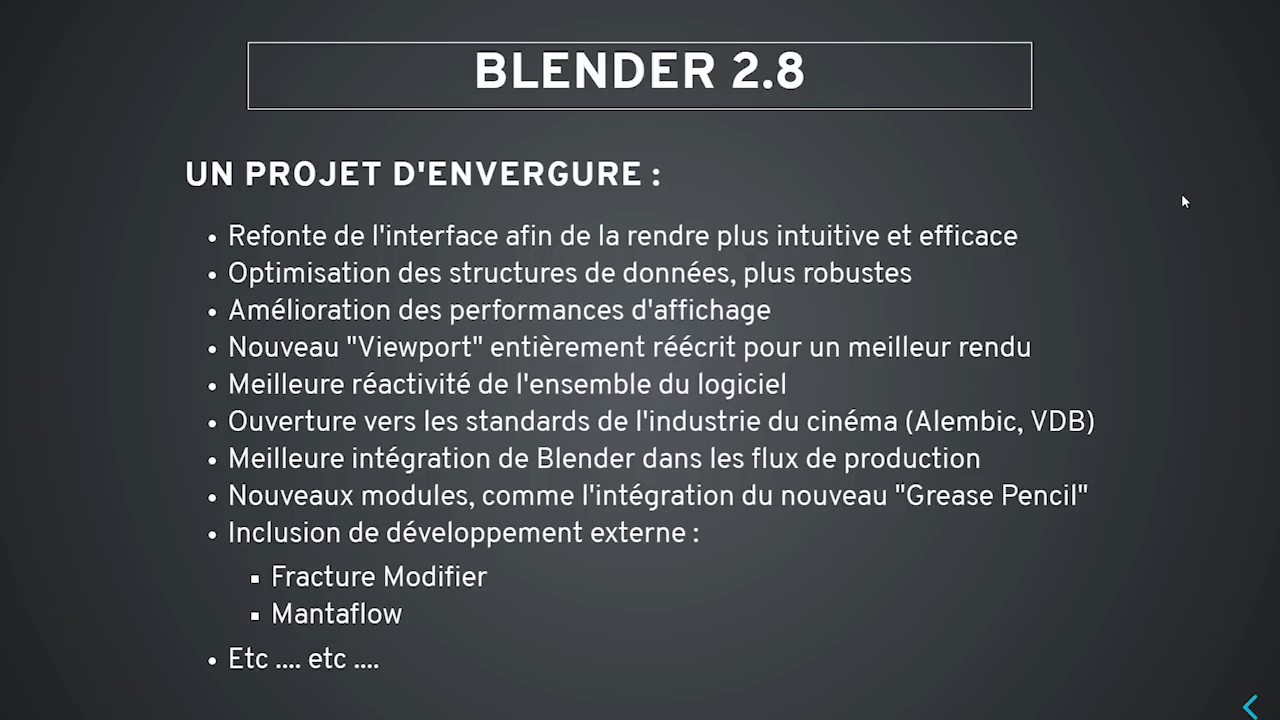 BLENDER 2.8
UN PROJET D'ENVERGURE :
• Refonte de l'interface afin de la rendre plus intuitive et efficace
• Optimisation des structures de données, plus robustes
• Amélioration des performances d'affichage
• Nouveau "Viewport" entièrement réécrit pour un meilleur rendu
• Meilleure réactivité de l'ensemble du logiciel
• Ouverture vers les standards de l'industrie du cinéma (Alembic, VDB)
• Meilleure intégration de Blender dans les flux de production
• Nouveaux modules, comme l'intégration du nouveau "Grease Pencil"
• Inclusion de développement externe :
▪ Fracture Modifier
▪ Mantaflow
• Etc .... etc ....